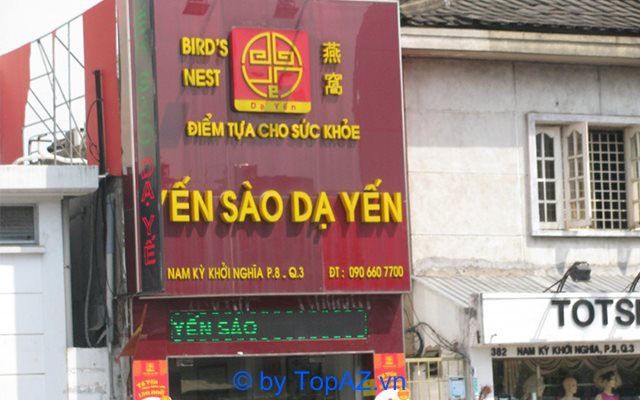 BIRD'S NEST
燕窩
Dạ Yến
ĐIỂM TỰA CHO SỨC KHỎE
YẾN SÀO DẠ YẾN
NAM KỲ KHỞI NGHĨA P.8 - Q.3
ĐT : 090 660 7700
DẠ YẾ
YẾN SÀO
TOTS
382 NAM KỲ KHỞI NGHĨA, P.8, Q.3
© by TopAZ.vn